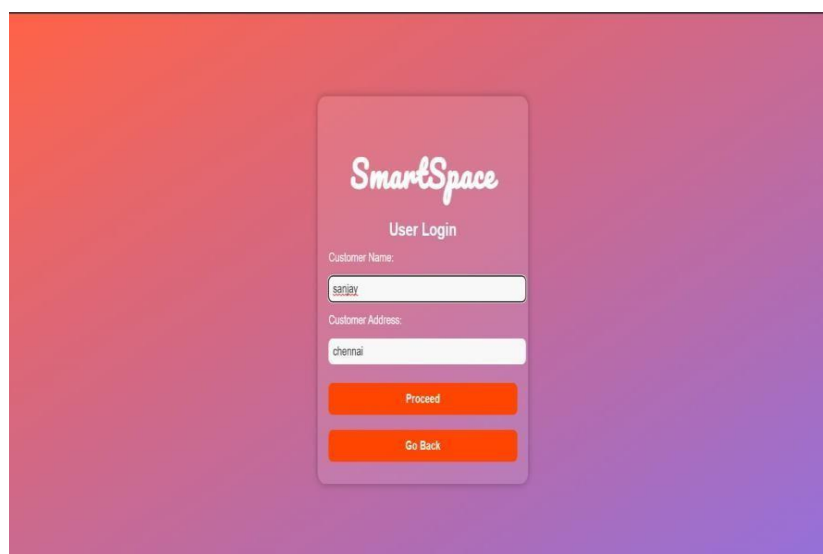 SmartSpace
User Login
Customer Name:
sanjay
Customer Address:
chennai
Proceed
Go Back